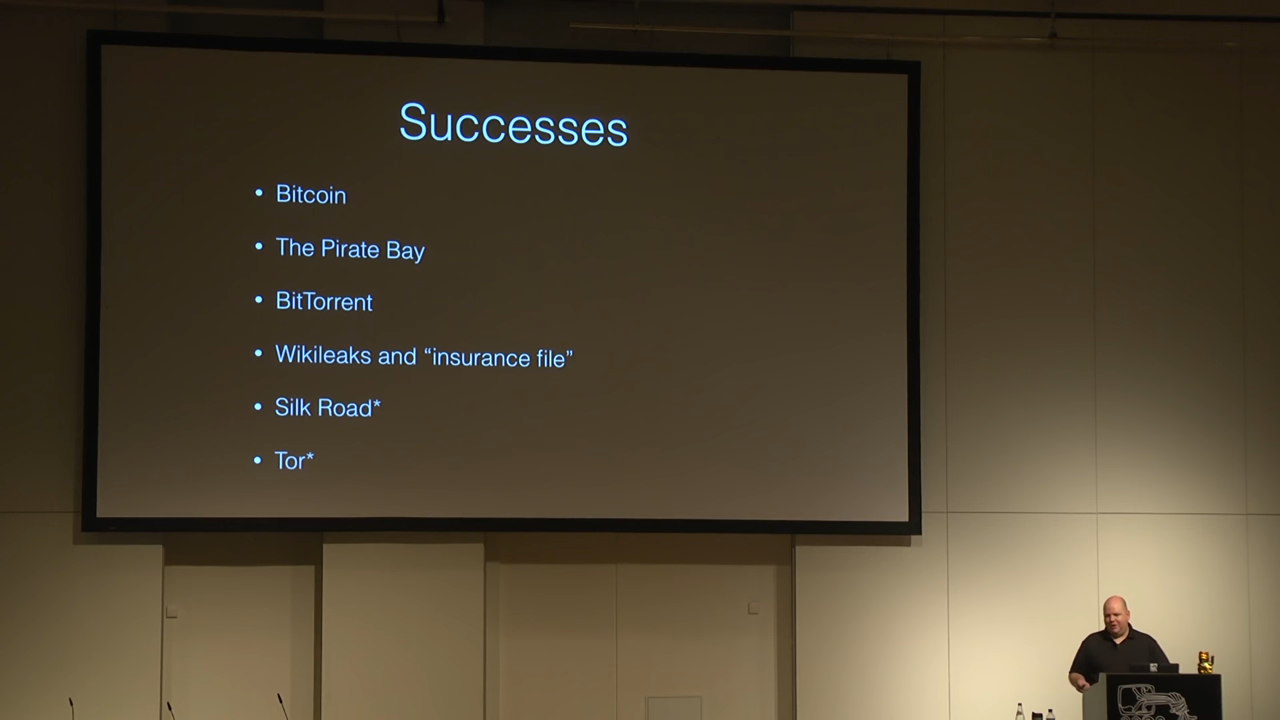 Successes
• Bitcoin
• The Pirate Bay
• BitTorrent
• Wikileaks and “insurance file”
• Silk Road*
• Tor*